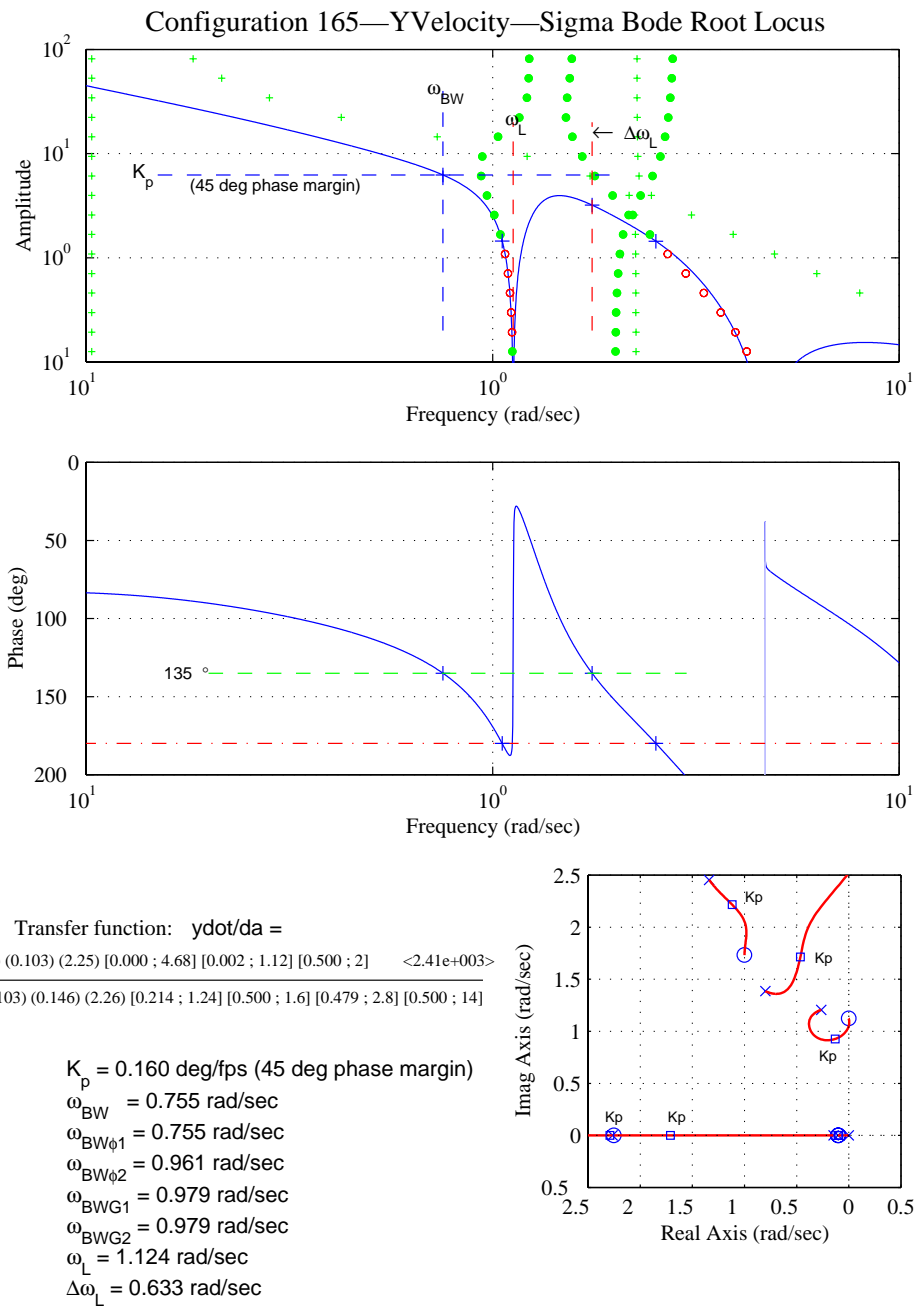 Configuration 165—YVelocity—Sigma Bode Root Locus
10²
10¹
10⁰
10¹
Amplitude
ω_BW
ω_L
← Δω_L
K_p
(45 deg phase margin)
10¹ 10⁰ 10¹
Frequency (rad/sec)
0
50
100
150
200
Phase (deg)
135 °
10¹ 10⁰ 10¹
Frequency (rad/sec)
Transfer function: ydot/da =
(0.103) (2.25) [0.000 ; 4.68] [0.002 ; 1.12] [0.500 ; 2] <2.41e+003>
103) (0.146) (2.26) [0.214 ; 1.24] [0.500 ; 1.6] [0.479 ; 2.8] [0.500 ; 14]
K_p = 0.160 deg/fps (45 deg phase margin)
ω_BW = 0.755 rad/sec
ω_BWϕ1 = 0.755 rad/sec
ω_BWϕ2 = 0.961 rad/sec
ω_BWG1 = 0.979 rad/sec
ω_BWG2 = 0.979 rad/sec
ω_L = 1.124 rad/sec
Δω_L = 0.633 rad/sec
2.5
2
1.5
1
0.5
0
0.5
Imag Axis (rad/sec)
Kp
Kp
Kp
Kp Kp
2.5 2 1.5 1 0.5 0 0.5
Real Axis (rad/sec)